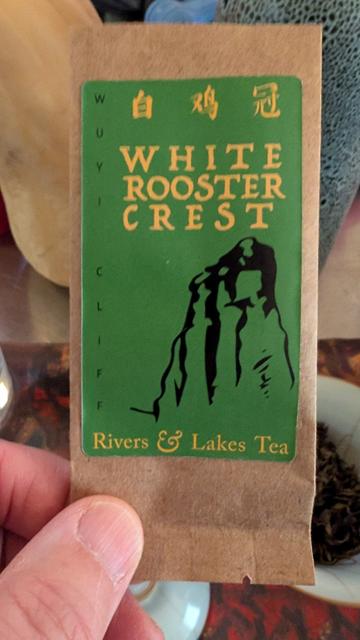 白鸡冠
WHITE
ROOSTER
CREST
WUYI CLIFF
Rivers & Lakes Tea